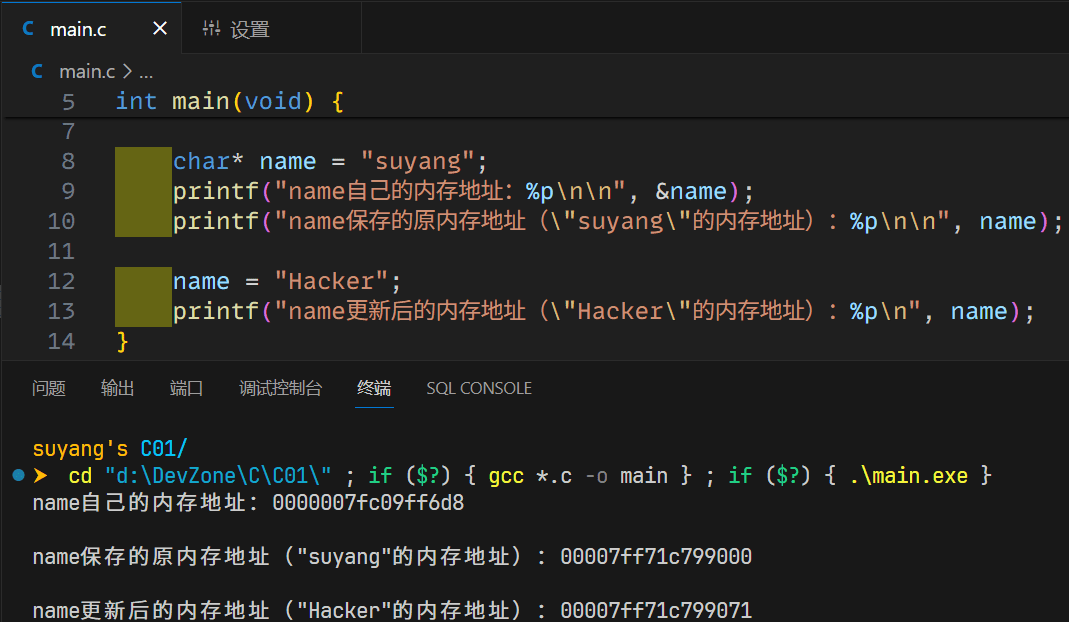 C main.c × 设置
C main.c > ...
5 int main(void) {
7
8 char* name = "suyang";
9 printf("name自己的内存地址：%p\n\n", &name);
10 printf("name保存的原内存地址（\"suyang\"的内存地址）：%p\n\n", name);
11
12 name = "Hacker";
13 printf("name更新后的内存地址（\"Hacker\"的内存地址）：%p\n", name);
14 }
问题 输出 端口 调试控制台 终端 SQL CONSOLE
suyang's C01/
cd "d:\DevZone\C\C01\" ; if ($?) { gcc *.c -o main } ; if ($?) { .\main.exe }
name自己的内存地址：0000007fc09ff6d8
name保存的原内存地址（"suyang"的内存地址）：00007ff71c799000
name更新后的内存地址（"Hacker"的内存地址）：00007ff71c799071